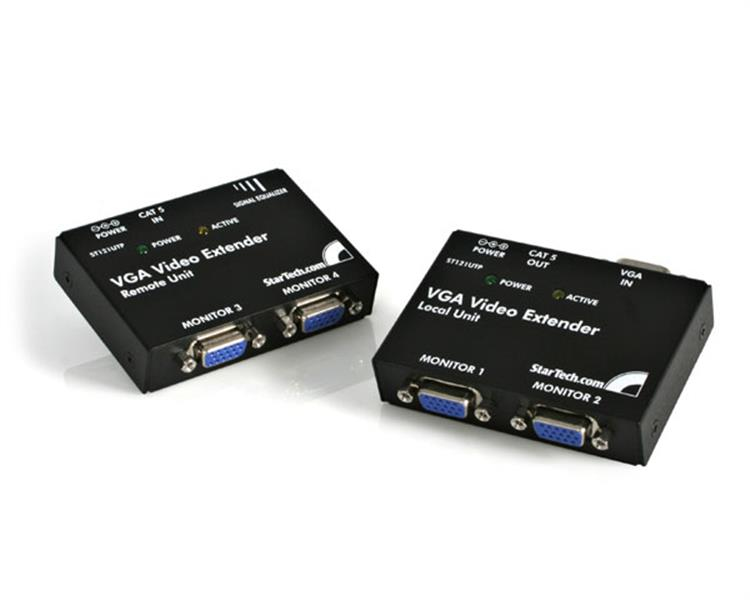 POWER
CAT 5
IN
SIGNAL EQUALIZER
ST121UTP
POWER
ACTIVE
VGA Video Extender
Remote Unit
StarTech.com
MONITOR 3
MONITOR 4
POWER
CAT 5
OUT
VGA
IN
ST121UTP
POWER
ACTIVE
VGA Video Extender
Local Unit
StarTech.com
MONITOR 1
MONITOR 2